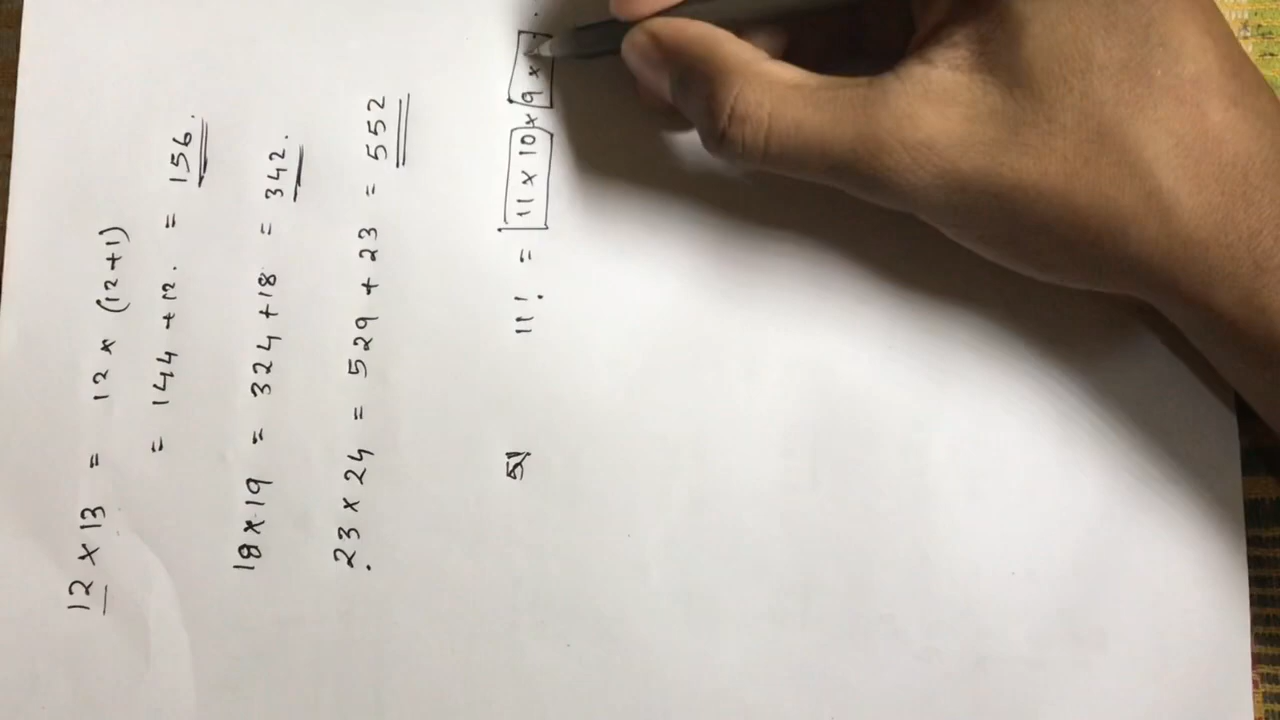 12 x 13 = 12 x (12+1)
= 144 + 12. = 156.
18 x 19 = 324 + 18 = 342.
23 x 24 = 529 + 23 = 552
11! = 11 x 10 x 9 x